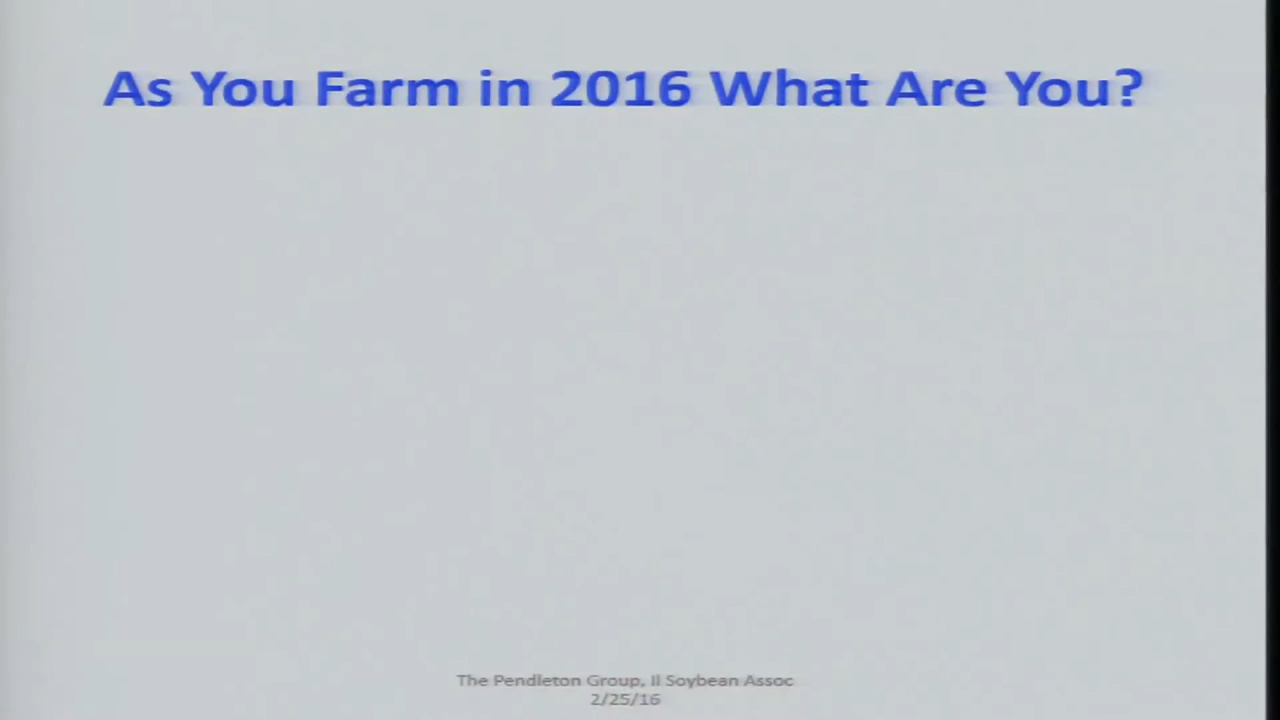 As You Farm in 2016 What Are You?
The Pendleton Group, Il Soybean Assoc
2/25/16